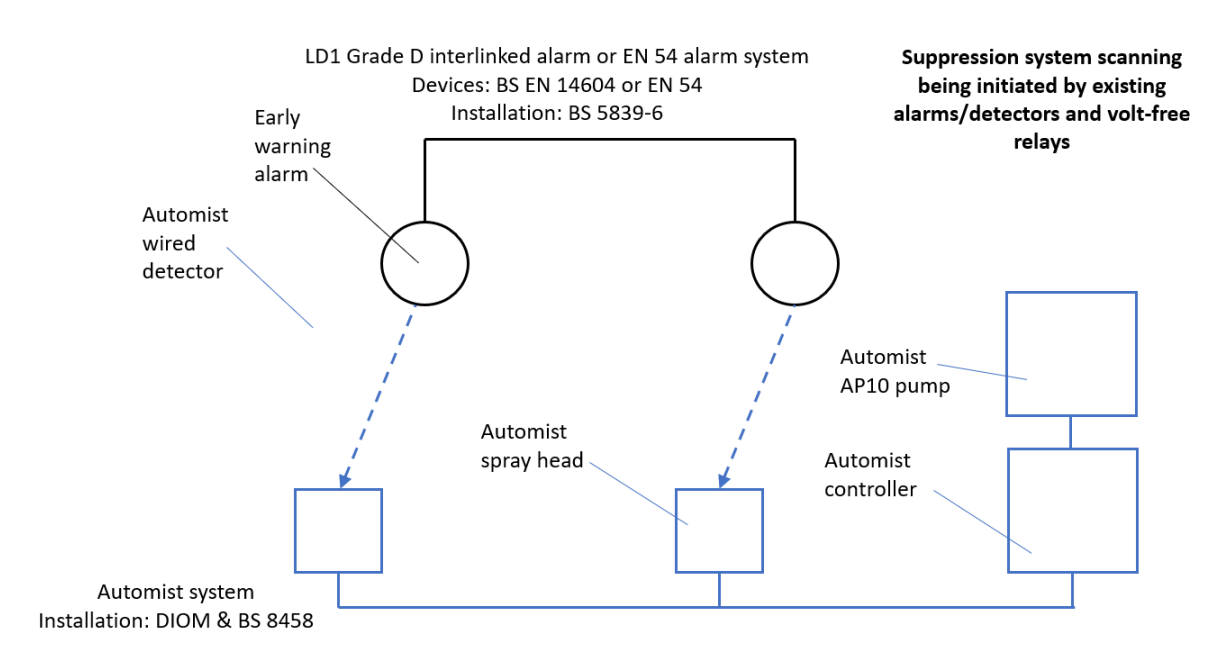 LD1 Grade D interlinked alarm or EN 54 alarm system
Devices: BS EN 14604 or EN 54
Installation: BS 5839-6
Suppression system scanning
being initiated by existing
alarms/detectors and volt-free
relays
Early
warning
alarm
Automist
wired
detector
Automist
AP10 pump
Automist
spray head
Automist
controller
Automist system
Installation: DIOM & BS 8458